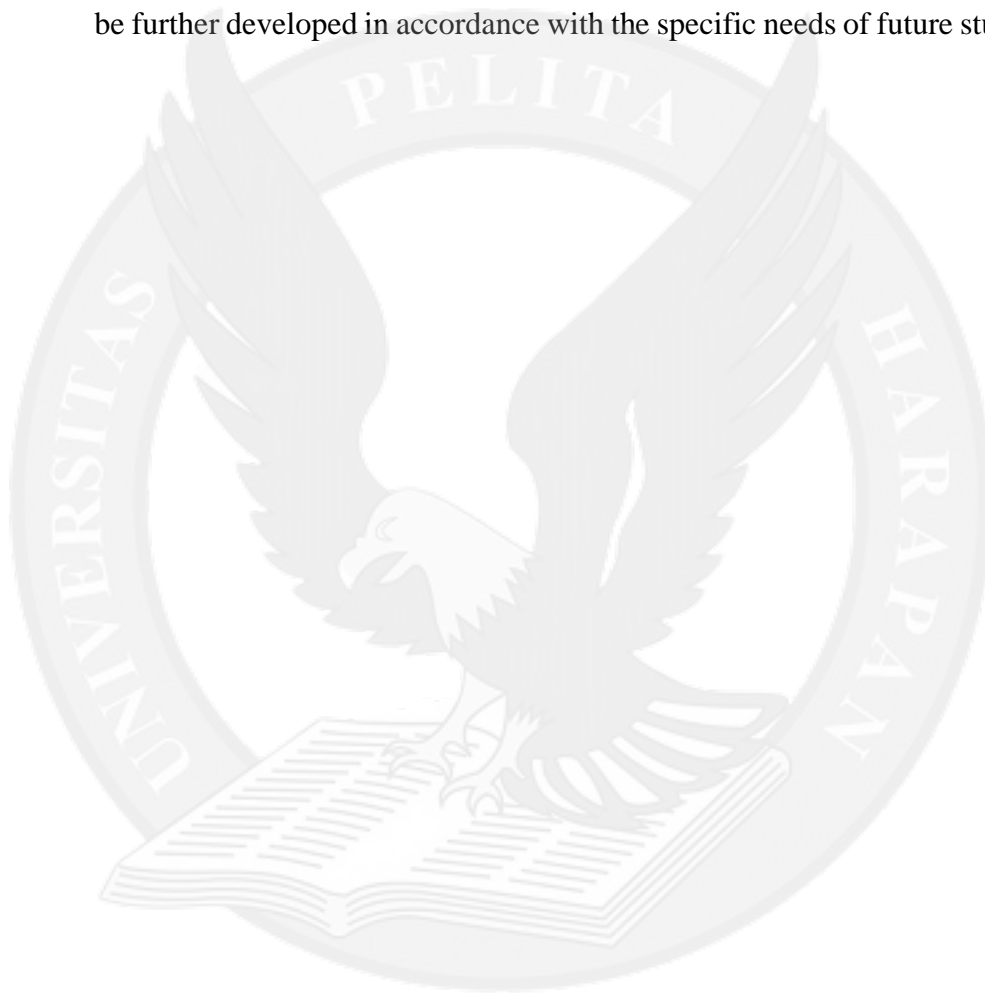 be further developed in accordance with the specific needs of future
UNIVERSITAS PELITA HARAPAN